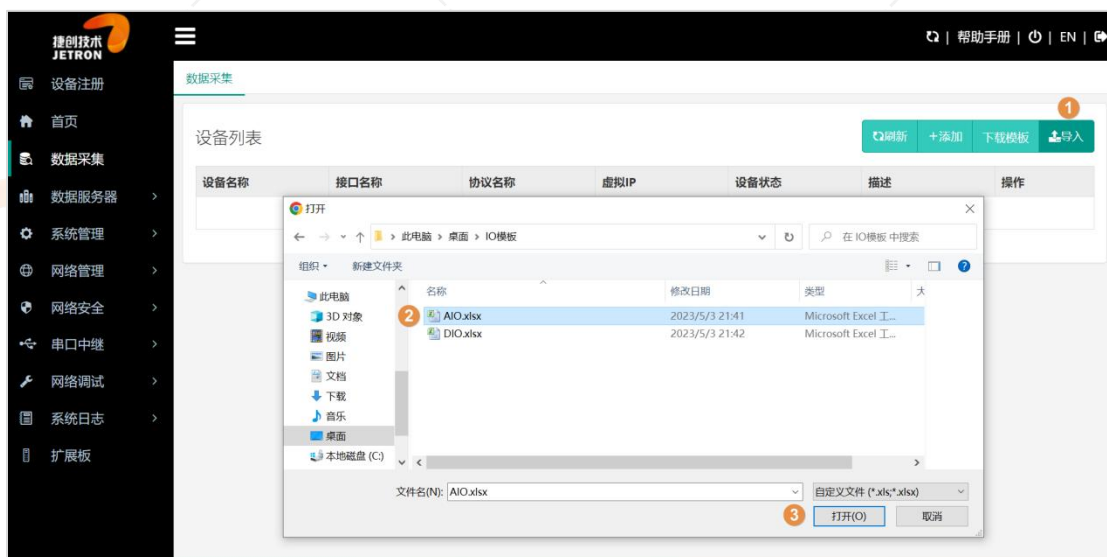 捷创技术
JETRON
帮助手册 | | EN |
设备注册
首页
数据采集
数据服务器
系统管理
网络管理
网络安全
串口中继
网络调试
系统日志
扩展板
数据采集
1
设备列表
刷新 +添加 下载模板 导入
设备名称 接口名称 协议名称 虚拟IP 设备状态 描述 操作
打开
此电脑 › 桌面 › IO模板
在 IO模板 中搜索
组织 新建文件夹
名称 修改日期 类型 大
此电脑
3D 对象
视频
图片
文档
下载
音乐
桌面
本地磁盘 (C:)
2 AIO.xlsx 2023/5/3 21:41 Microsoft Excel 工...
DIO.xlsx 2023/5/3 21:42 Microsoft Excel 工...
文件名(N): AIO.xlsx 自定义文件 (*.xls;*.xlsx)
3 打开(O) 取消